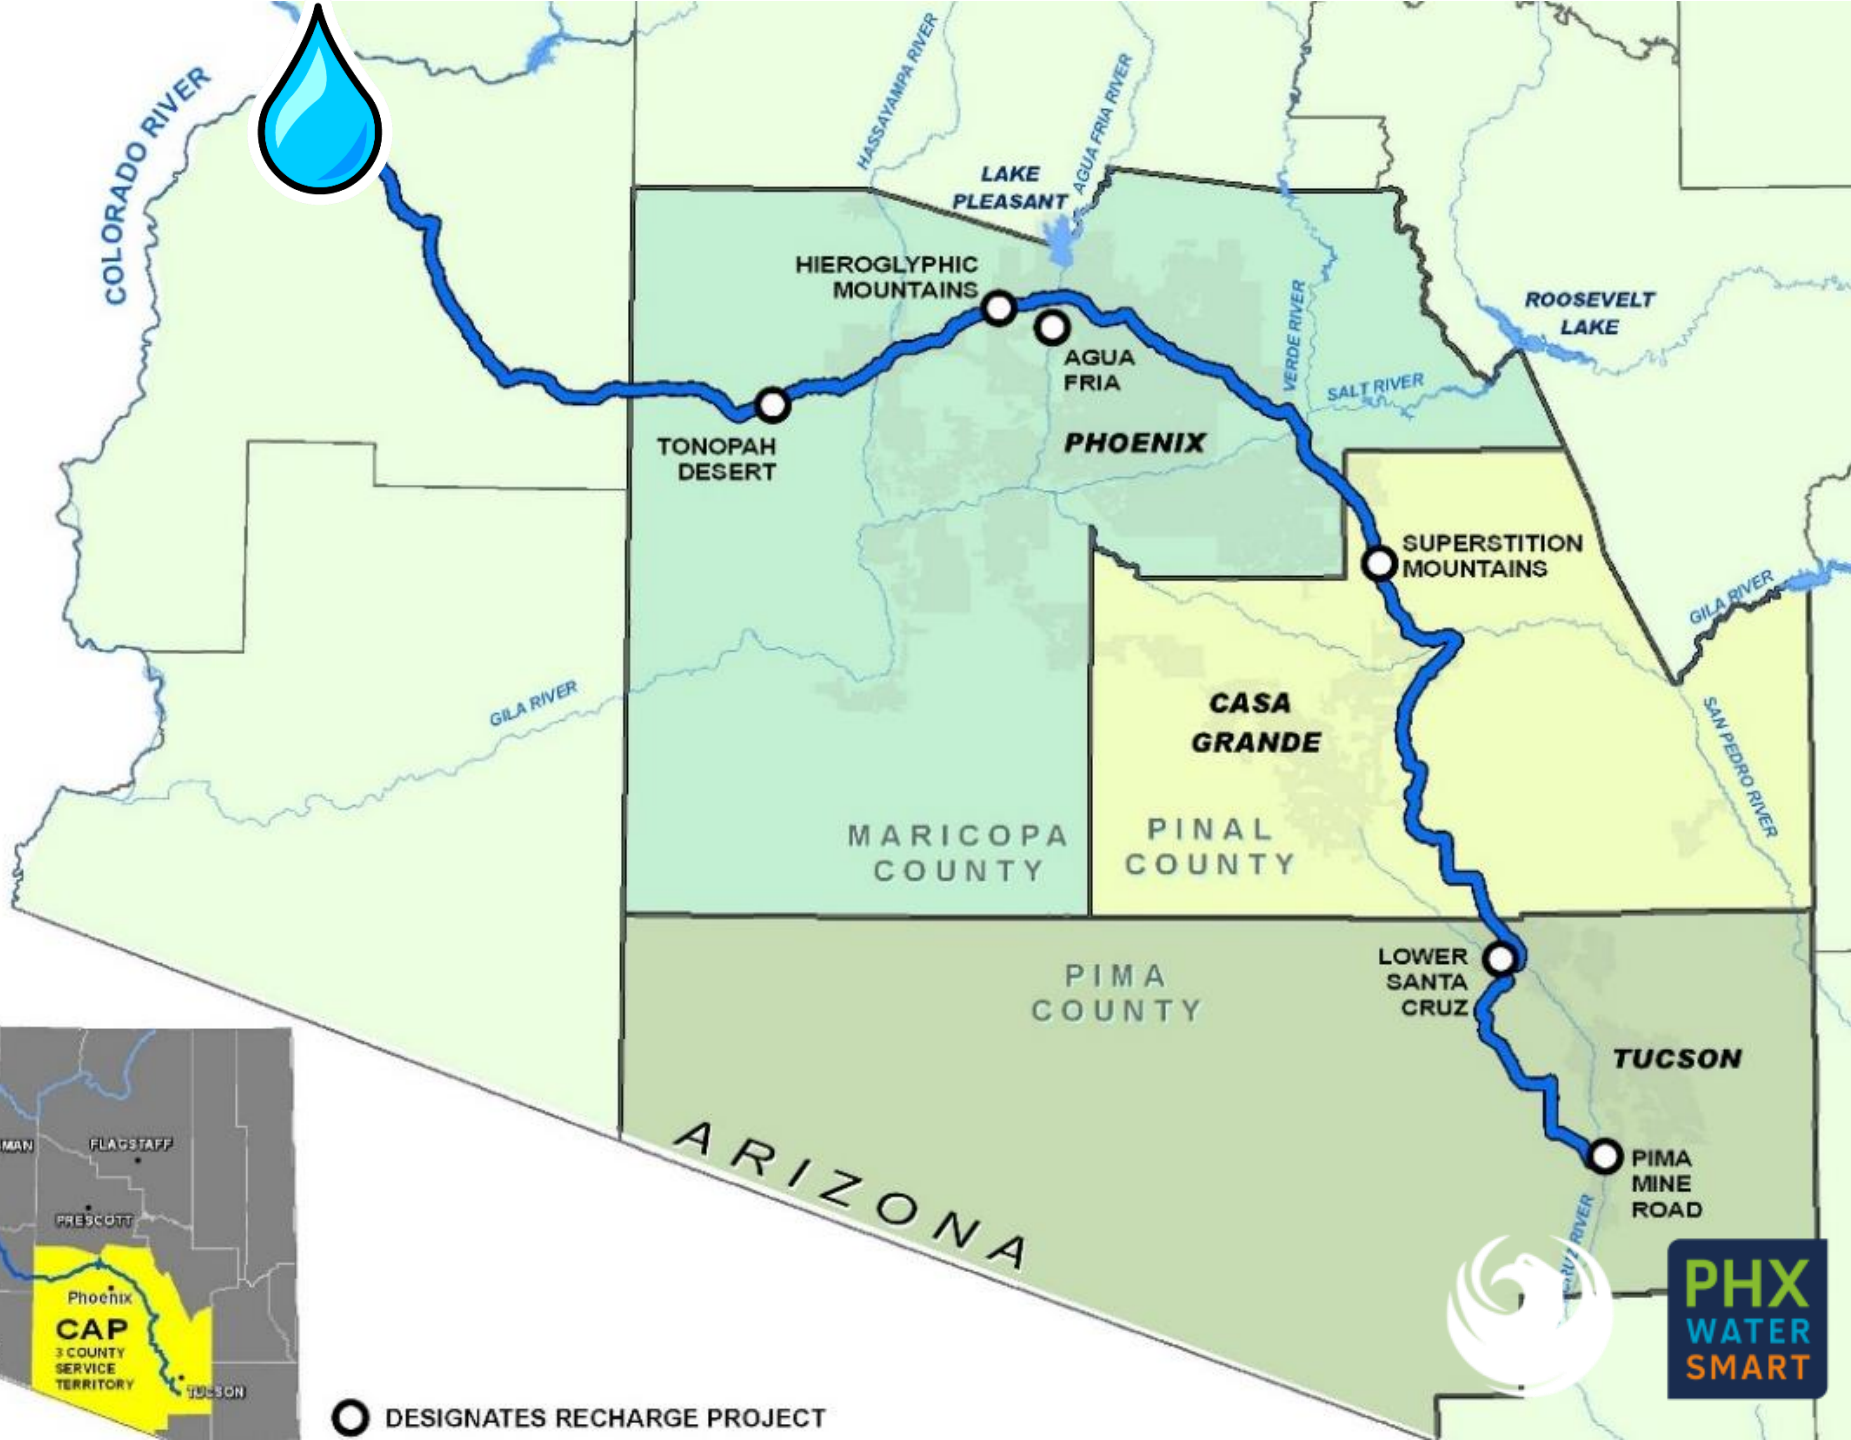 COLORADO RIVER
HASSAYAMPA RIVER
AGUA FRIA RIVER
LAKE
PLEASANT
HIEROGLYPHIC
MOUNTAINS
AGUA
FRIA
VERDE RIVER
ROOSEVELT
LAKE
SALT RIVER
PHOENIX
TONOPAH
DESERT
SUPERSTITION
MOUNTAINS
GILA RIVER
GILA RIVER
CASA
GRANDE
SAN PEDRO RIVER
MARICOPA
COUNTY
PINAL
COUNTY
PIMA
COUNTY
LOWER
SANTA
CRUZ
TUCSON
PIMA
MINE
ROAD
RUZ RIVER
ARIZONA
MAN
FLAGSTAFF
PRESCOTT
Phoenix
CAP
3 COUNTY
SERVICE
TERRITORY
TUCSON
DESIGNATES RECHARGE PROJECT
PHX
WATER
SMART